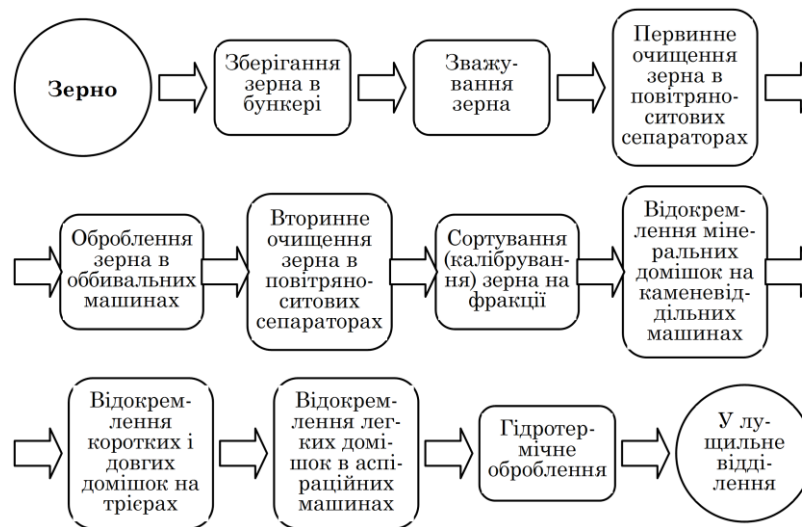 Зерно
Зберігання
зерна в
бункері
Зважу-
вання
зерна
Первинне
очищення
зерна в
повітряно-
ситових
сепараторах
Оброблення
зерна в
оббивальних
машинах
Вторинне
очищення
зерна в
повітряно-
ситових
сепараторах
Сортування
(калібруван-
ня) зерна на
фракції
Відокрем-
лення міне-
ральних
домішок на
каменевід-
дільних
машинах
Відокрем-
лення
коротких і
довгих
домішок на
трієрах
Відокрем-
лення лег-
ких домі-
шок в аспі-
раційних
машинах
Гідротер-
мічне
оброблення
У лу-
щильне
відді-
лення